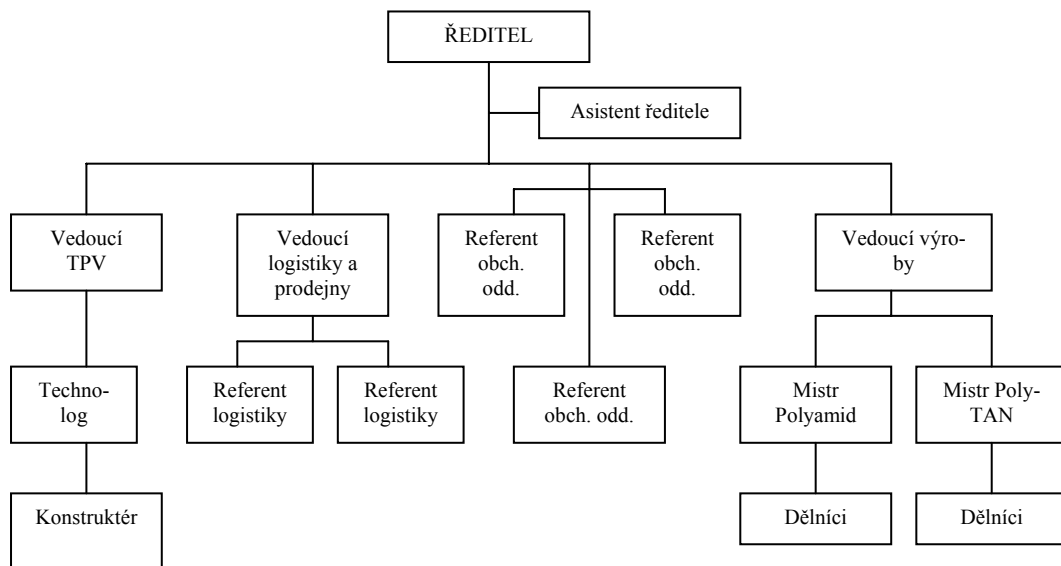 ŘEDITEL
Asistent ředitele
Vedoucí
TPV
Vedoucí
logistiky a
prodejny
Referent
obch.
odd.
Referent
obch.
odd.
Vedoucí výro-
by
Techno-
log
Referent
logistiky
Referent
logistiky
Referent
obch. odd.
Mistr
Polyamid
Mistr Poly-
TAN
Konstruktér
Dělníci
Dělníci